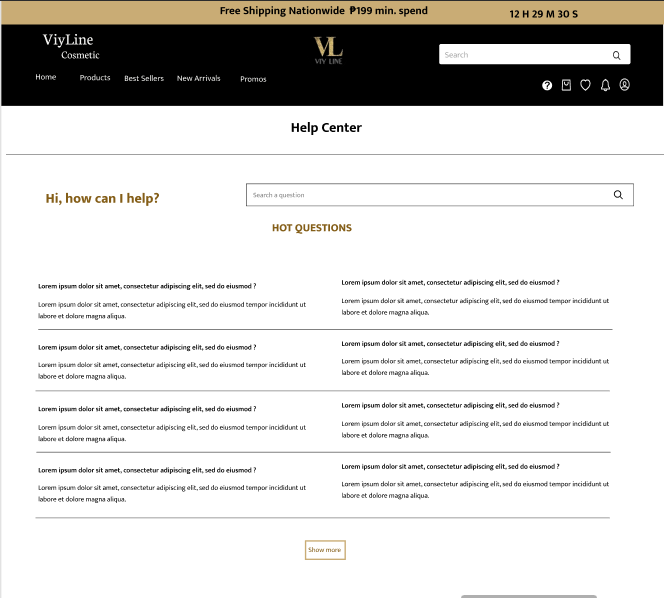 Free Shipping Nationwide ₱199 min. spend
12 H 29 M 30 S
ViyLine
Cosmetic
VL
VIY LINE
Search
Home Products Best Sellers New Arrivals Promos
Help Center
Hi, how can I help?
Search a question
HOT QUESTIONS
Lorem ipsum dolor sit amet, consectetur adipiscing elit, sed do eiusmod ?
Lorem ipsum dolor sit amet, consectetur adipiscing elit, sed do eiusmod tempor incididunt ut
labore et dolore magna aliqua.
Lorem ipsum dolor sit amet, consectetur adipiscing elit, sed do eiusmod ?
Lorem ipsum dolor sit amet, consectetur adipiscing elit, sed do eiusmod tempor incididunt ut
labore et dolore magna aliqua.
Lorem ipsum dolor sit amet, consectetur adipiscing elit, sed do eiusmod ?
Lorem ipsum dolor sit amet, consectetur adipiscing elit, sed do eiusmod tempor incididunt ut
labore et dolore magna aliqua.
Lorem ipsum dolor sit amet, consectetur adipiscing elit, sed do eiusmod ?
Lorem ipsum dolor sit amet, consectetur adipiscing elit, sed do eiusmod tempor incididunt ut
labore et dolore magna aliqua.
Lorem ipsum dolor sit amet, consectetur adipiscing elit, sed do eiusmod ?
Lorem ipsum dolor sit amet, consectetur adipiscing elit, sed do eiusmod tempor incididunt ut
labore et dolore magna aliqua.
Lorem ipsum dolor sit amet, consectetur adipiscing elit, sed do eiusmod ?
Lorem ipsum dolor sit amet, consectetur adipiscing elit, sed do eiusmod tempor incididunt ut
labore et dolore magna aliqua.
Lorem ipsum dolor sit amet, consectetur adipiscing elit, sed do eiusmod ?
Lorem ipsum dolor sit amet, consectetur adipiscing elit, sed do eiusmod tempor incididunt ut
labore et dolore magna aliqua.
Lorem ipsum dolor sit amet, consectetur adipiscing elit, sed do eiusmod ?
Lorem ipsum dolor sit amet, consectetur adipiscing elit, sed do eiusmod tempor incididunt ut
labore et dolore magna aliqua.
Show more